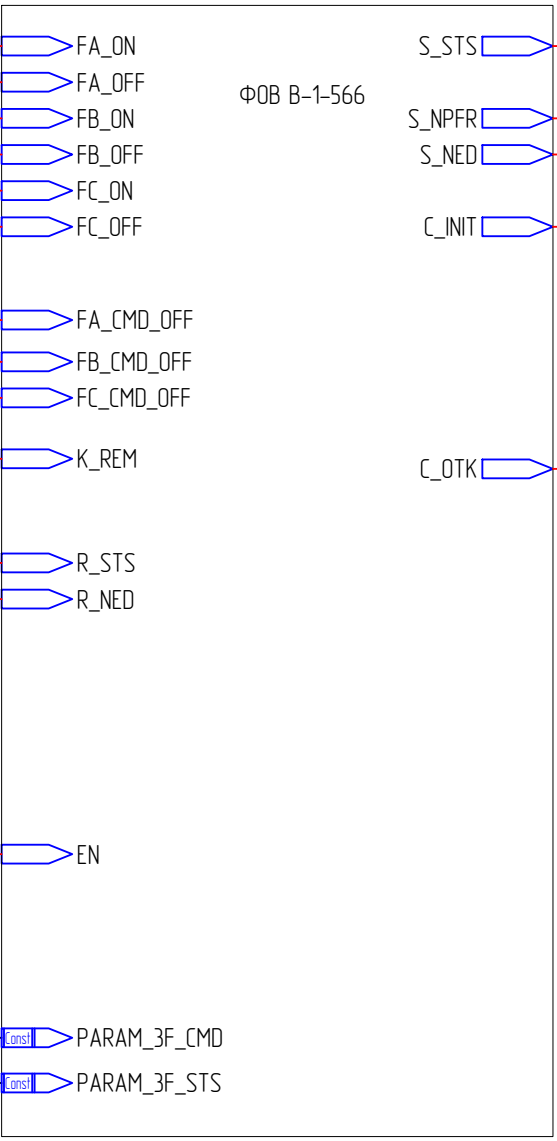 FA_ON
S_STS
FA_OFF
ФОВ В-1-566
FB_ON
S_NPFR
FB_OFF
S_NED
FC_ON
FC_OFF
C_INIT
FA_CMD_OFF
FB_CMD_OFF
FC_CMD_OFF
K_REM
C_OTK
R_STS
R_NED
EN
Const
PARAM_3F_CMD
Const
PARAM_3F_STS